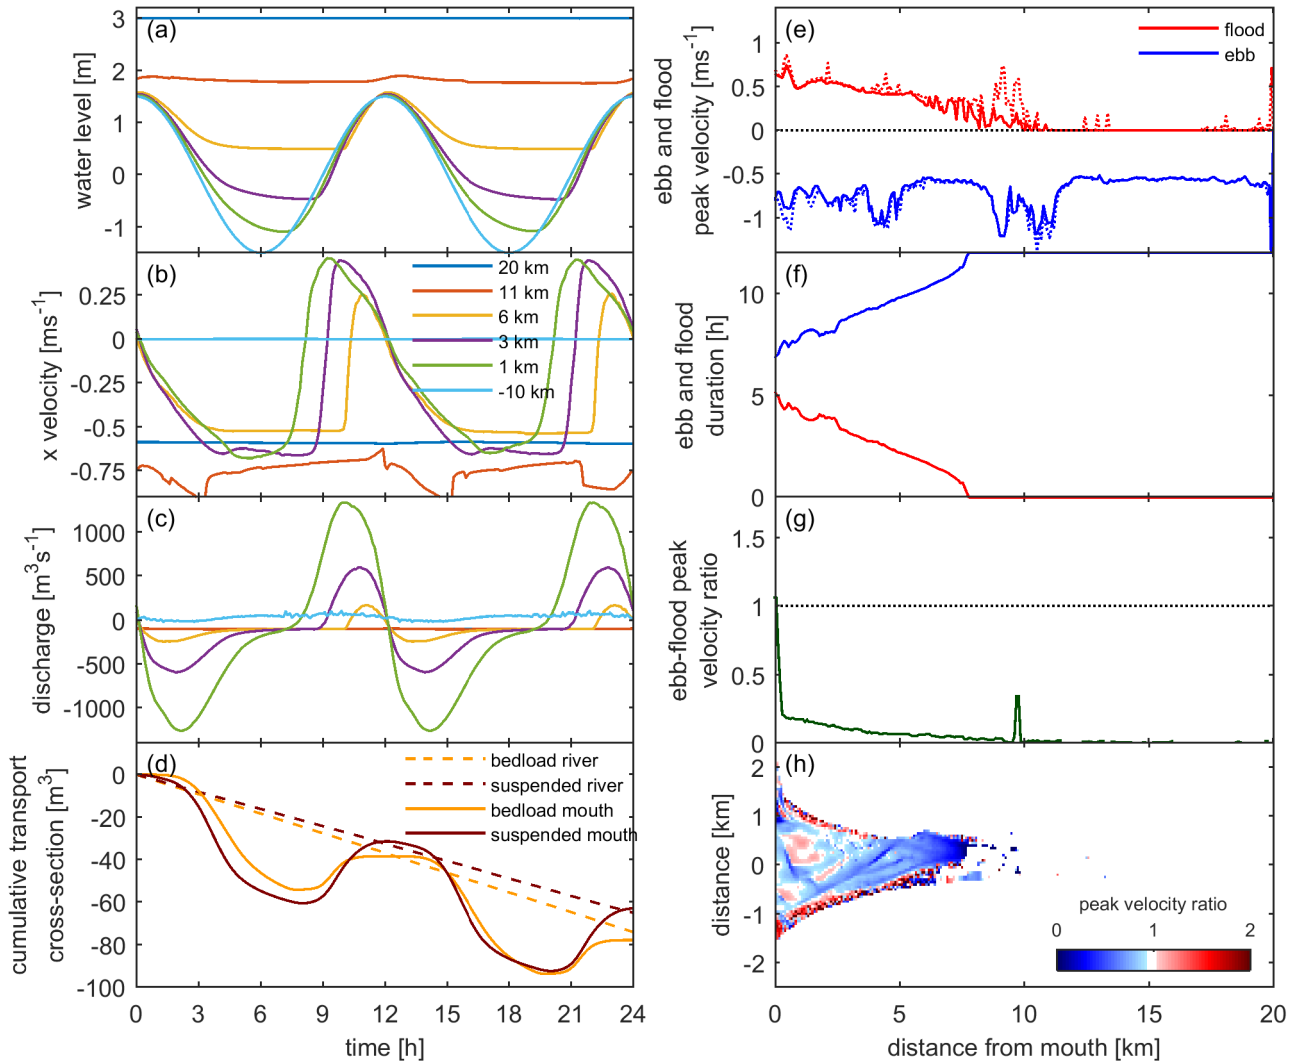 (a)
water level [m]
3
2
1
0
-1
(b)
x velocity [ms-1]
0.25
0
-0.25
-0.5
-0.75
20 km
11 km
6 km
3 km
1 km
-10 km
(c)
discharge [m3s-1]
1000
500
0
-500
-1000
(d)
cumulative transport
cross-section [m3]
0
-20
-40
-60
-80
-100
bedload river
suspended river
bedload mouth
suspended mouth
0 3 6 9 12 15 18 21 24
time [h]
(e)
ebb and flood
peak velocity [ms-1]
1
0.5
0
-0.5
-1
flood
ebb
(f)
ebb and flood
duration [h]
10
5
0
(g)
ebb-flood peak
velocity ratio
1.5
1
0.5
0
(h)
distance [km]
2
1
0
-1
-2
peak velocity ratio
0 1 2
0 5 10 15 20
distance from mouth [km]